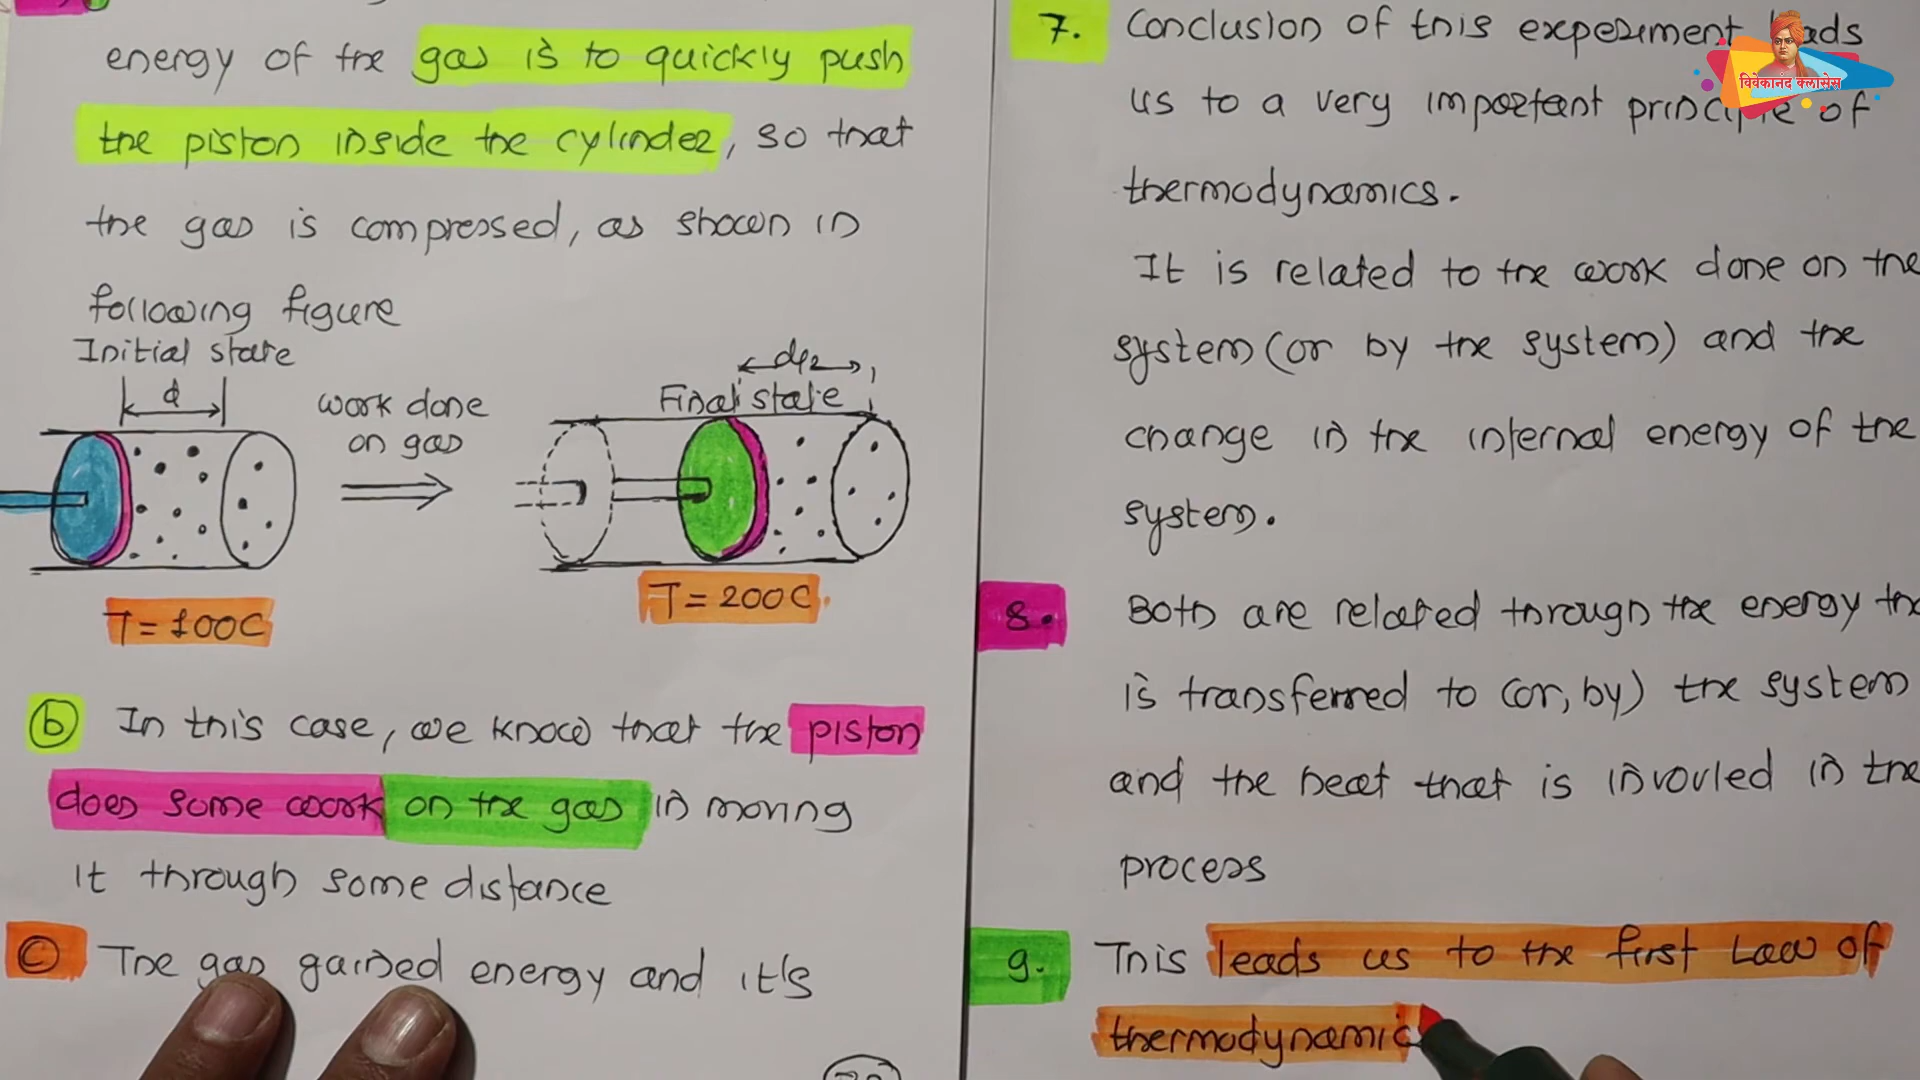 energy of the gas is to quickly push
the piston inside the cylinder, so that
the gas is compressed, as shown in
following figure
Initial state
d
work done
on gas
d/2
Final state
T = 100C
T = 200C.
b In this case, we know that the piston
does some work on the gas in moving
it through some distance
c The gas gained energy and it's
7. Conclusion of this experiment leads
us to a very important principle of
thermodynamics.
It is related to the work done on the
system (or by the system) and the
change in the internal energy of the
system.
8. Both are related through the energy
is transferred to (or, by) the system
and the heat that is invovled in the
process
9. This leads us to the first Law of
thermodynamic
विवेकानंद क्लासेस